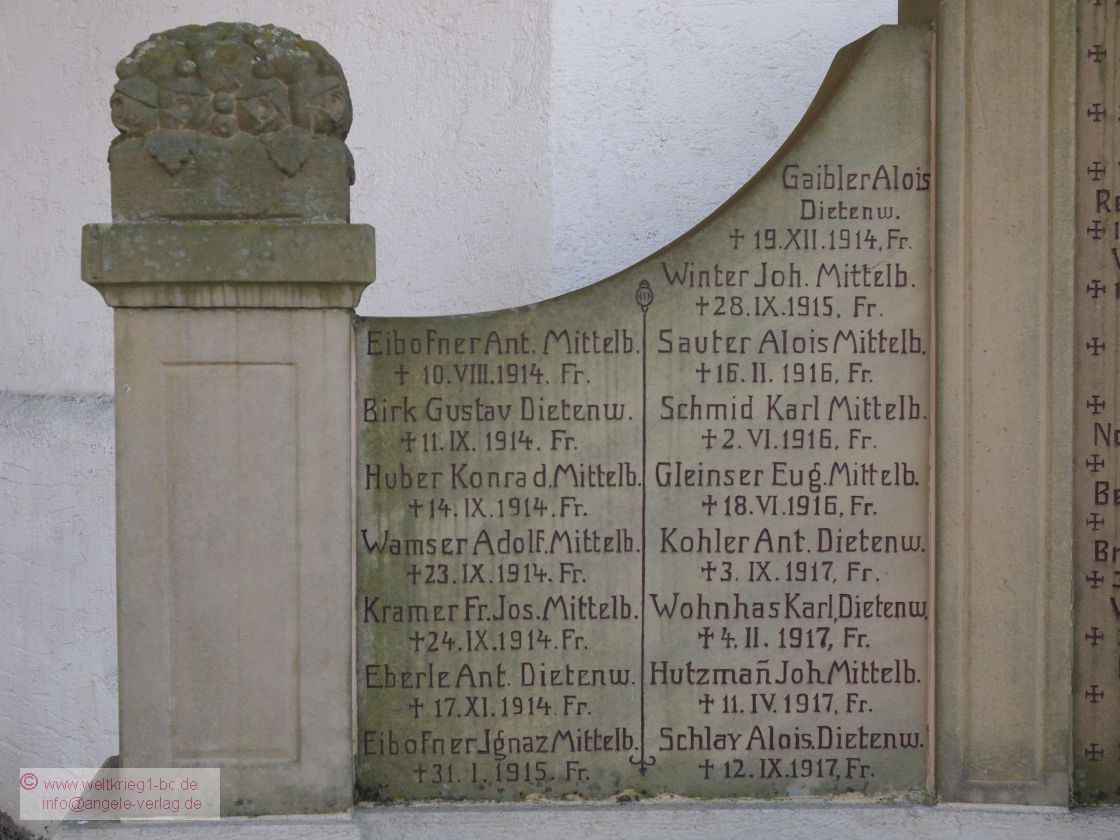 Eibofner Ant. Mittelb.
† 10.VIII.1914. Fr.
Birk Gustav Dietenw.
† 11.IX. 1914. Fr.
Huber Konrad. Mittelb.
† 14.IX.1914. Fr.
Wamser Adolf. Mittelb.
† 23.IX.1914. Fr.
Kramer Fr. Jos. Mittelb.
† 24.IX.1914. Fr.
Eberle Ant. Dietenw.
† 17.XI.1914. Fr.
Eibofner Jgnaz Mittelb.
† 31. I. 1915. Fr.
Gaibler Alois
Dietenw.
† 19.XII.1914, Fr.
Winter Joh. Mittelb.
† 28.IX.1915, Fr.
Sauter Alois Mittelb.
† 16.II. 1916, Fr.
Schmid Karl Mittelb.
† 2. VI.1916, Fr.
Gleinser Eug. Mittelb.
† 18.VI.1916, Fr.
Kohler Ant. Dietenw.
† 3. IX.1917, Fr.
Wohnhas Karl, Dietenw.
† 4.II. 1917, Fr.
Hutzmañ Joh. Mittelb.
† 11.IV.1917, Fr.
Schlay Alois. Dietenw.
† 12.IX.1917, Fr.
© www.weltkrieg1-bc.de
info@angele-verlag.de